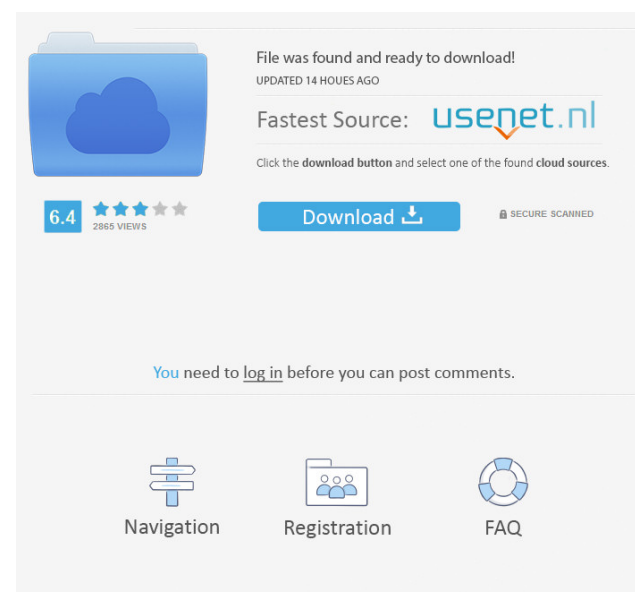 File was found and ready to download!
UPDATED 14 HOUES AGO
Fastest Source: usenet.nl
Click the download button and select one of the found cloud sources.
6.4
2865 VIEWS
Download
SECURE SCANNED
You need to log in before you can post comments.
Navigation
Registration
FAQ